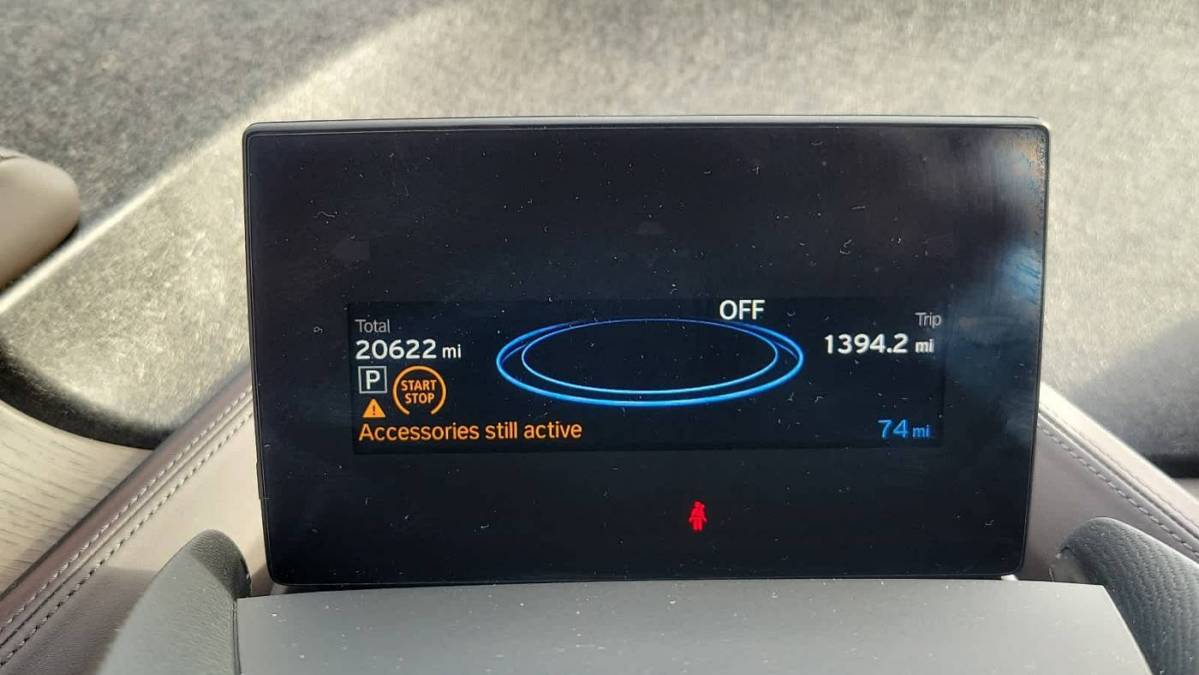 OFF
Total
20622 mi
Trip
1394.2 mi
P
START
STOP
Accessories still active
74 mi